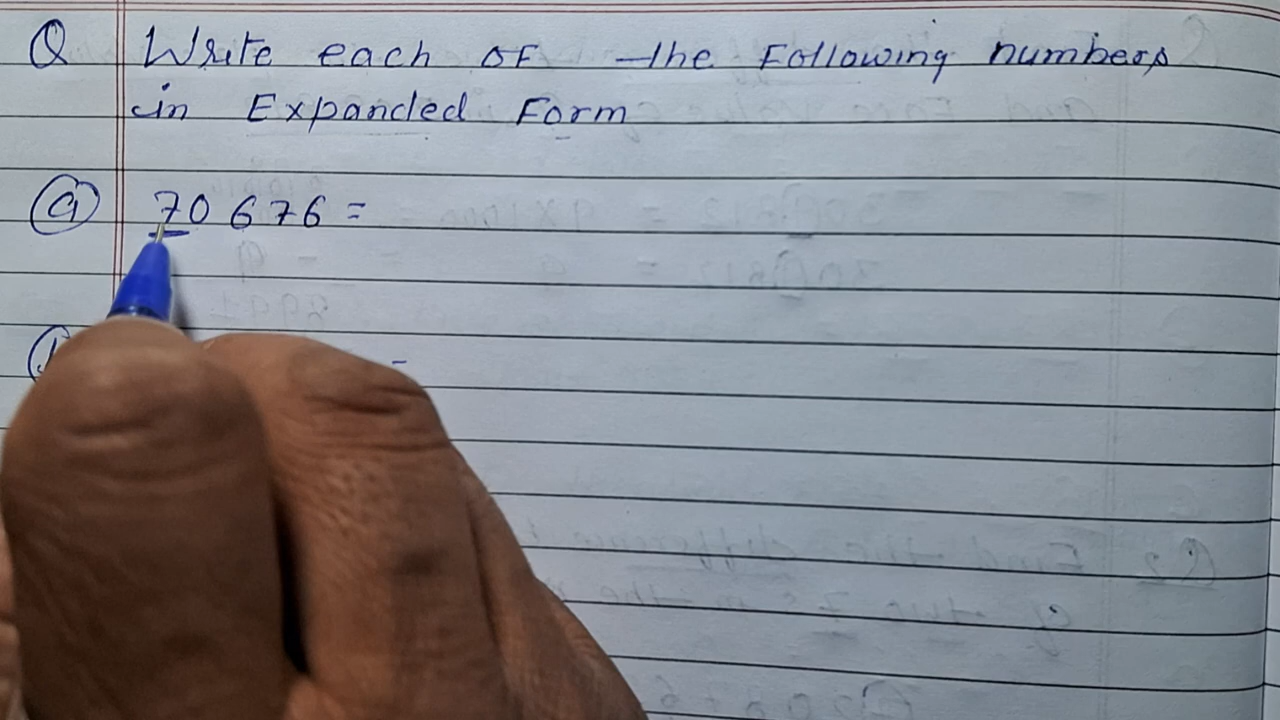 Q Write each of the Following numbers
in Expanded Form
(a) 70676 =